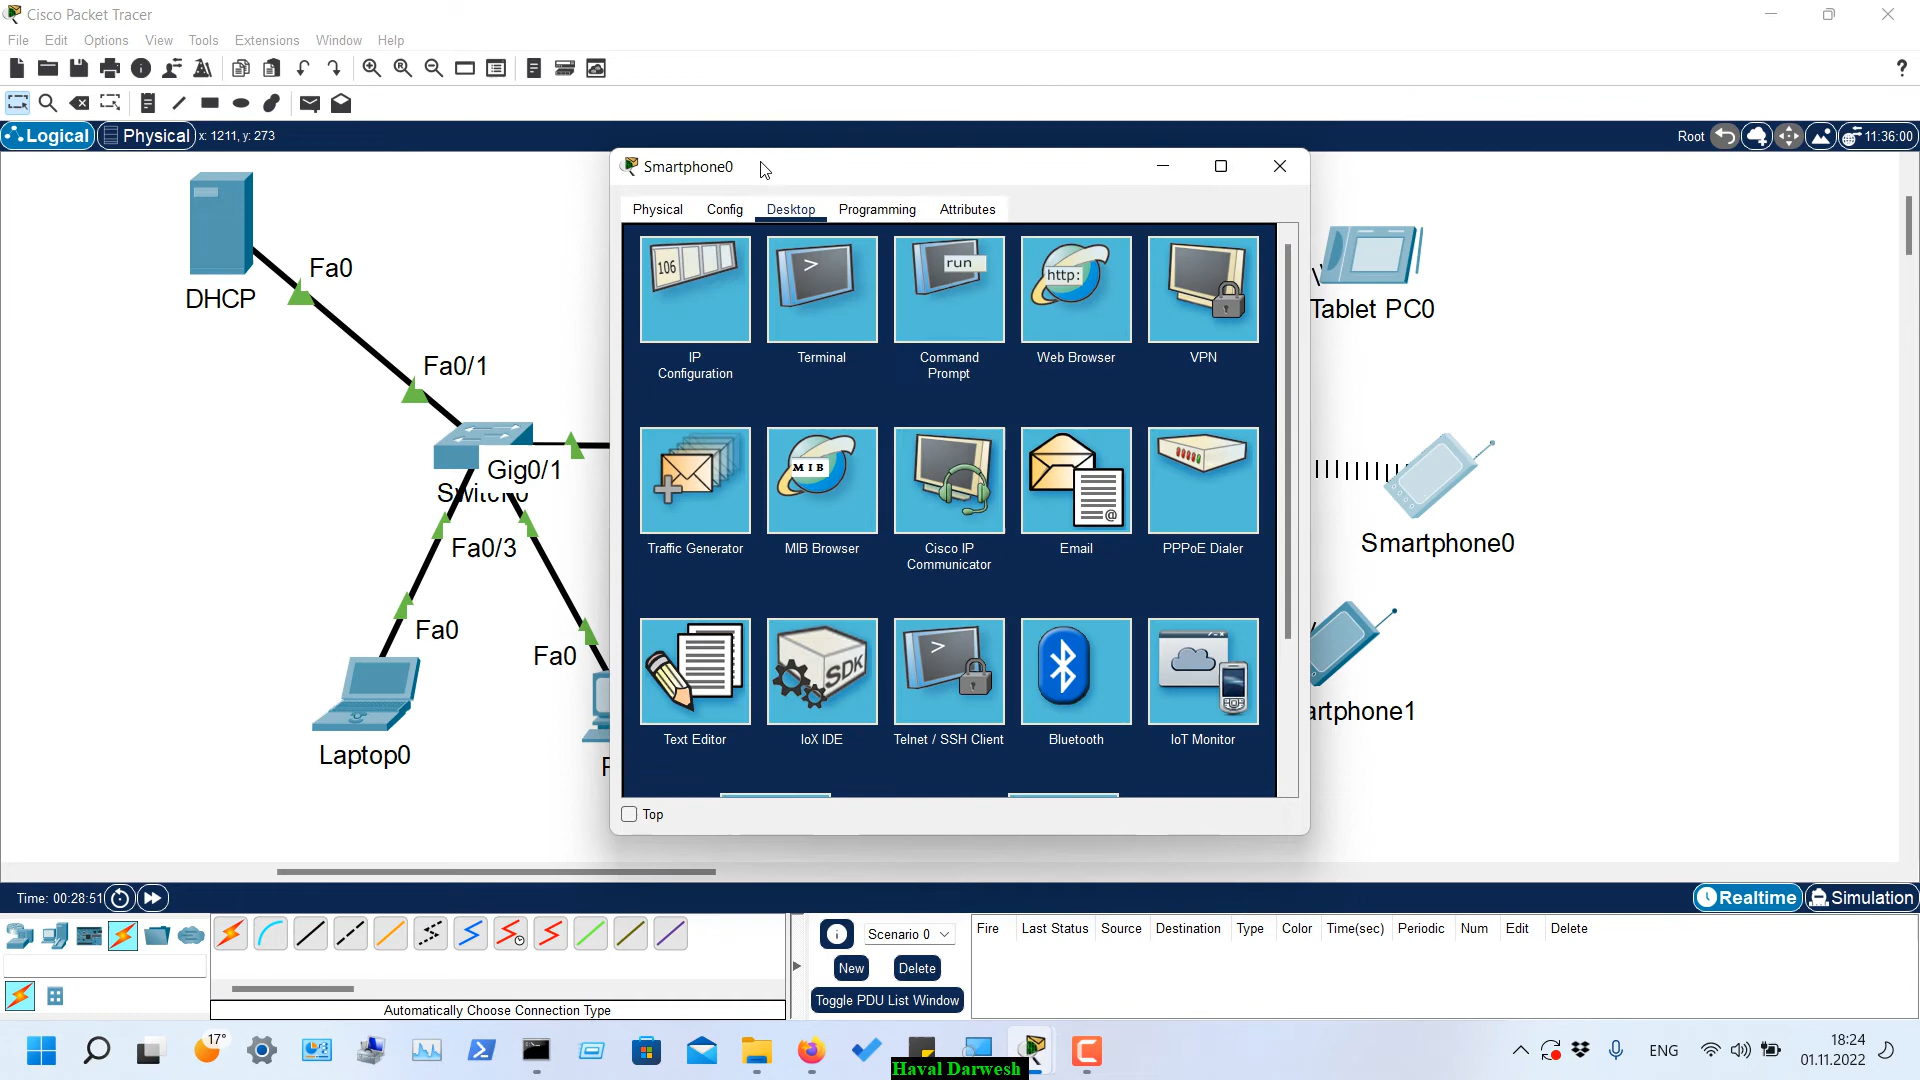 Cisco Packet Tracer
File Edit Options View Tools Extensions Window Help
?
Logical Physical x: 1211, y: 273
Root 11:36:00
Smartphone0
Physical Config Desktop Programming Attributes
106
>
run
http:
IP
Configuration
Terminal
Command
Prompt
Web Browser
VPN
MIB
@
Traffic Generator
MIB Browser
Cisco IP
Communicator
Email
PPPoE Dialer
SDK
>
Text Editor
IoX IDE
Telnet / SSH Client
Bluetooth
IoT Monitor
Top
Fa0
DHCP
Fa0/1
Gig0/1
Fa0/3
Fa0
Fa0
Laptop0
Tablet PC0
Smartphone0
artphone1
Time: 00:28:51
Realtime Simulation
Automatically Choose Connection Type
Scenario 0
New Delete
Toggle PDU List Window
Fire Last Status Source Destination Type Color Time(sec) Periodic Num Edit Delete
17°
Haval Darwesh
ENG
18:24
01.11.2022